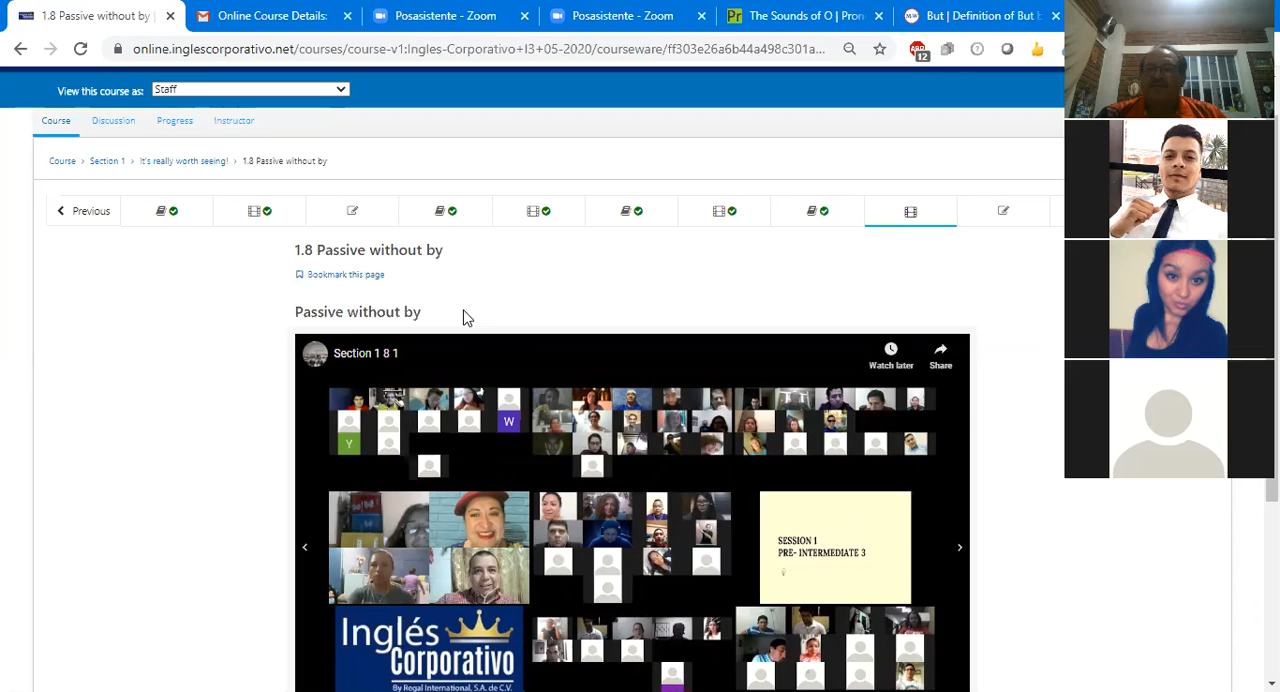 1.8 Passive without by |
Online Course Details:
Posasistente - Zoom
Posasistente - Zoom
Pr
The Sounds of O | Pron
M-W
But | Definition of But b
online.inglescorporativo.net/courses/course-v1:Ingles-Corporativo+I3+05-2020/courseware/ff303e26a6b44a498c301a...
ABP
12
View this course as:
Staff
Course
Discussion
Progress
Instructor
Course > Section 1 > It's really worth seeing! > 1.8 Passive without by
Previous
1.8 Passive without by
Bookmark this page
Passive without by
Section 1 8 1
Watch later
Share
W
Y
SESSION 1
PRE- INTERMEDIATE 3
Inglés
Corporativo
By Regal International, S.A. de C.V.